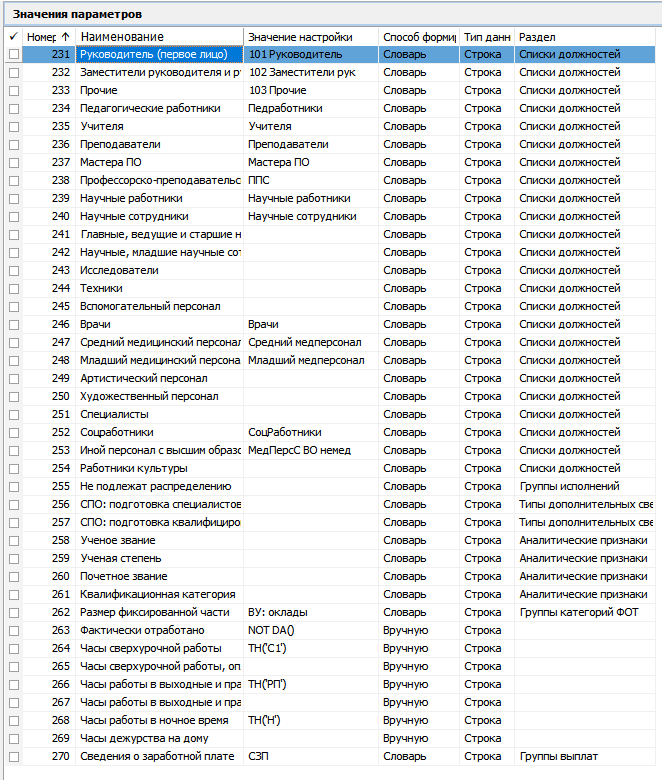 Значения параметров
✓ Номер ↑ Наименование Значение настройки Способ формир Тип данн Раздел
231 Руководитель (первое лицо) 101 Руководитель Словарь Строка Списки должностей
232 Заместители руководителя и ру 102 Заместители рук Словарь Строка Списки должностей
233 Прочие 103 Прочие Словарь Строка Списки должностей
234 Педагогические работники Педработники Словарь Строка Списки должностей
235 Учителя Учителя Словарь Строка Списки должностей
236 Преподаватели Преподаватели Словарь Строка Списки должностей
237 Мастера ПО Мастера ПО Словарь Строка Списки должностей
238 Профессорско-преподавательс ППС Словарь Строка Списки должностей
239 Научные работники Научные работники Словарь Строка Списки должностей
240 Научные сотрудники Научные сотрудники Словарь Строка Списки должностей
241 Главные, ведущие и старшие н Словарь Строка Списки должностей
242 Научные, младшие научные сот Словарь Строка Списки должностей
243 Исследователи Словарь Строка Списки должностей
244 Техники Словарь Строка Списки должностей
245 Вспомогательный персонал Словарь Строка Списки должностей
246 Врачи Врачи Словарь Строка Списки должностей
247 Средний медицинский персонал Средний медперсонал Словарь Строка Списки должностей
248 Младший медицинский персона Младший медперсонал Словарь Строка Списки должностей
249 Артистический персонал Словарь Строка Списки должностей
250 Художественный персонал Словарь Строка Списки должностей
251 Специалисты Словарь Строка Списки должностей
252 Соцработники СоцРаботники Словарь Строка Списки должностей
253 Иной персонал с высшим образо МедПерсС ВО немед Словарь Строка Списки должностей
254 Работники культуры Словарь Строка Списки должностей
255 Не подлежат распределению Словарь Строка Группы исполнений
256 СПО: подготовка специалистов Словарь Строка Типы дополнительных све
257 СПО: подготовка квалифициро Словарь Строка Типы дополнительных све
258 Ученое звание Словарь Строка Аналитические признаки
259 Ученая степень Словарь Строка Аналитические признаки
260 Почетное звание Словарь Строка Аналитические признаки
261 Квалификационная категория Словарь Строка Аналитические признаки
262 Размер фиксированной части ВУ: оклады Словарь Строка Группы категорий ФОТ
263 Фактически отработано NOT DA() Вручную Строка
264 Часы сверхурочной работы ТН('С1') Вручную Строка
265 Часы сверхурочной работы, оп. Вручную Строка
266 Часы работы в выходные и пра ТН('РП') Вручную Строка
267 Часы работы в выходные и пра Вручную Строка
268 Часы работы в ночное время ТН('Н') Вручную Строка
269 Часы дежурства на дому Вручную Строка
270 Сведения о заработной плате СЗП Словарь Строка Группы выплат